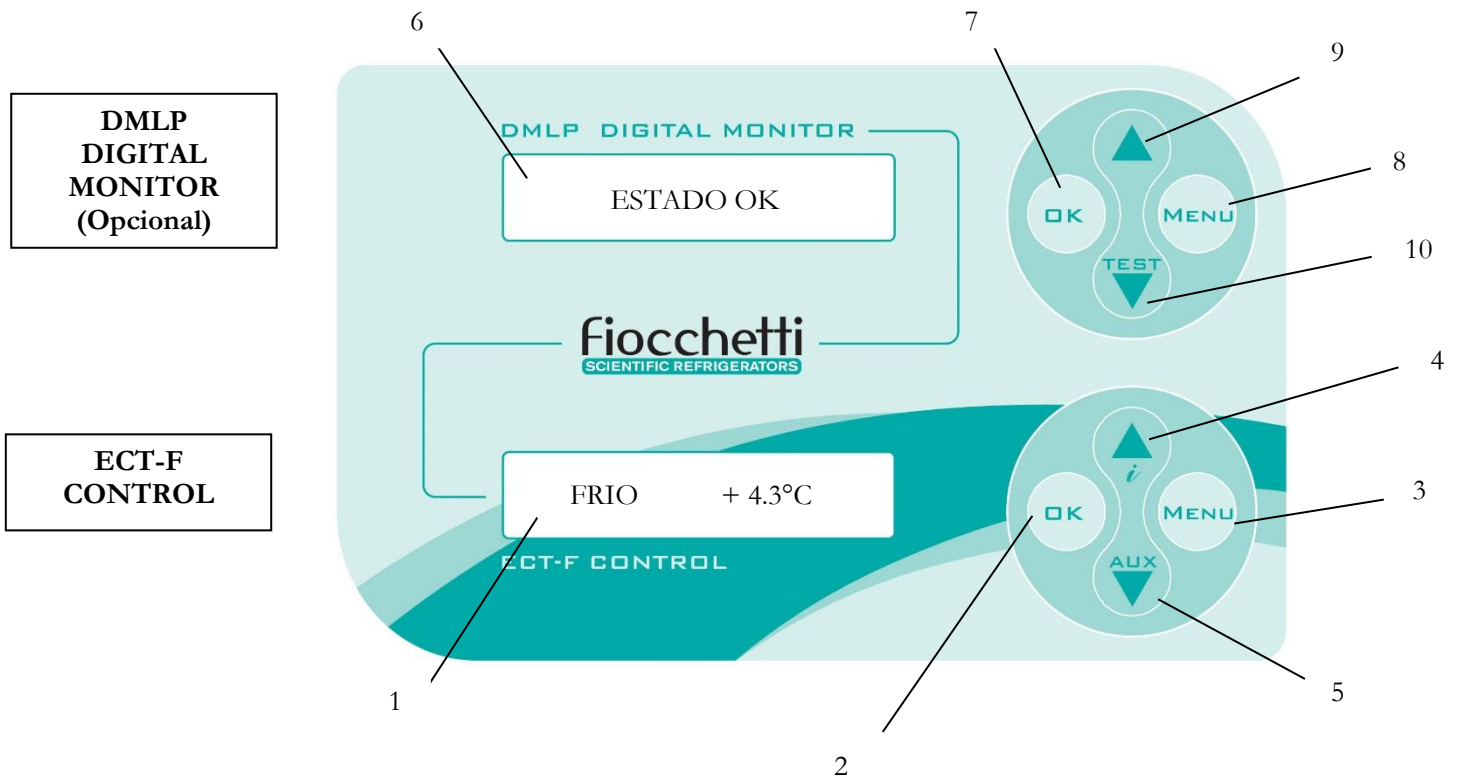 6
7
9
DMLP
DIGITAL
MONITOR
(Opcional)
DMLP DIGITAL MONITOR
ESTADO OK
OK
MENU
TEST
8
10
fiocchetti
SCIENTIFIC REFRIGERATORS
4
ECT-F
CONTROL
FRIO + 4.3°C
ECT-F CONTROL
i
OK
MENU
AUX
3
1
5
2